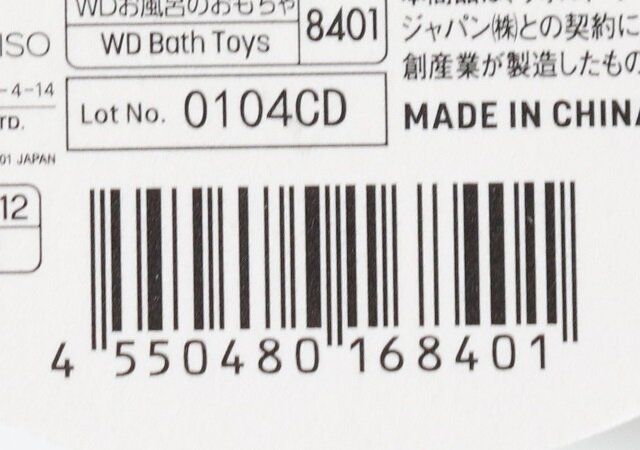 WDお風呂のおもちゃ
WD Bath Toys
8401
ISO
-4-14
TD.
01 JAPAN
12
Lot No. 0104CD
ジャパン(株)との契約に
創産業が製造したもの
MADE IN CHINA
4 550480 168401